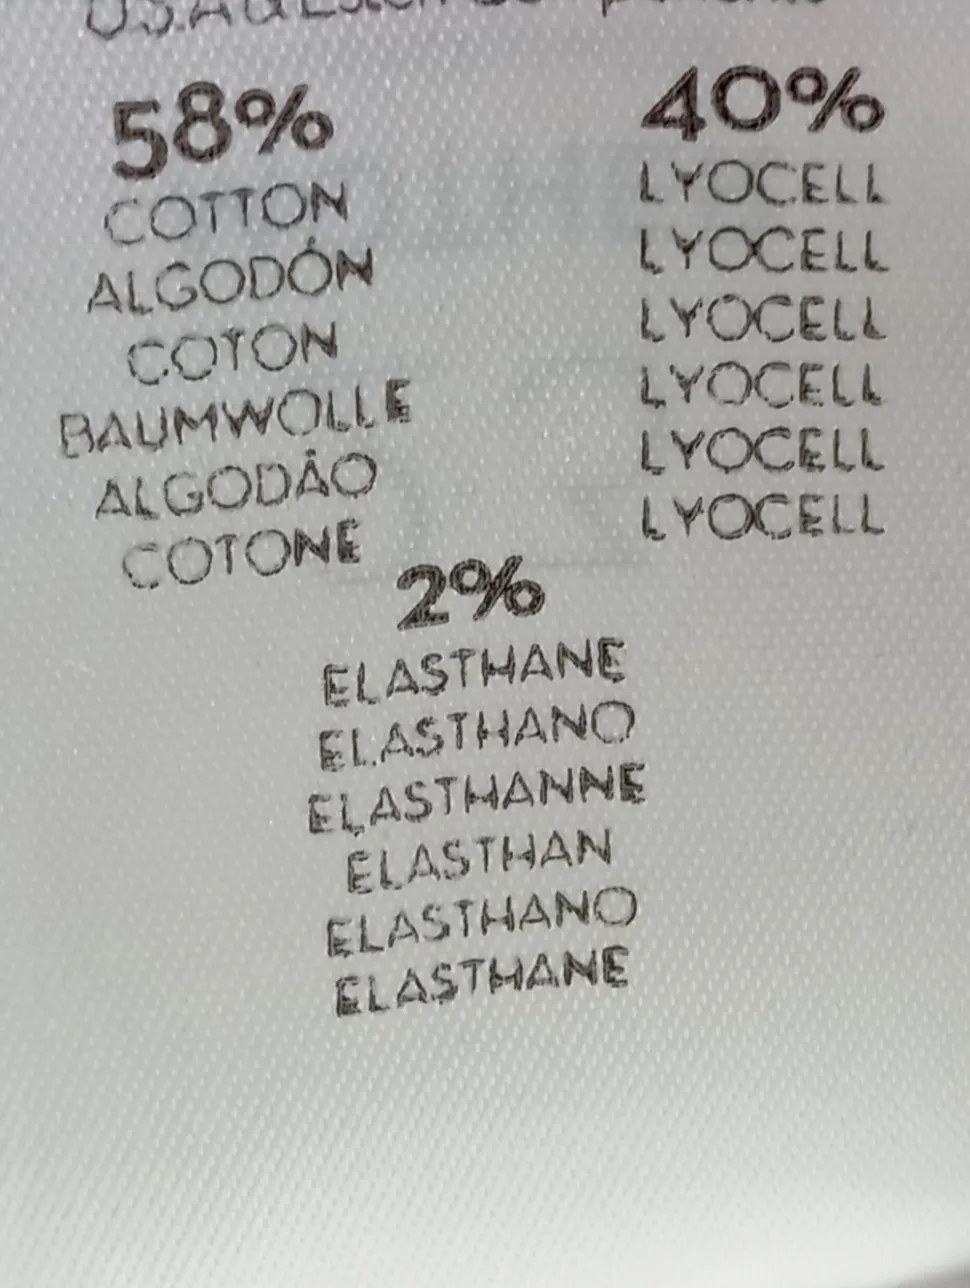 U.S.A &
58%
COTTON
ALGODÓN
COTON
BAUMWOLLE
ALGODÃO
COTONE
40%
LYOCELL
LYOCELL
LYOCELL
LYOCELL
LYOCELL
LYOCELL
2%
ELASTHANE
ELASTHANO
ELASTHANNE
ELASTHAN
ELASTHANO
ELASTHANE